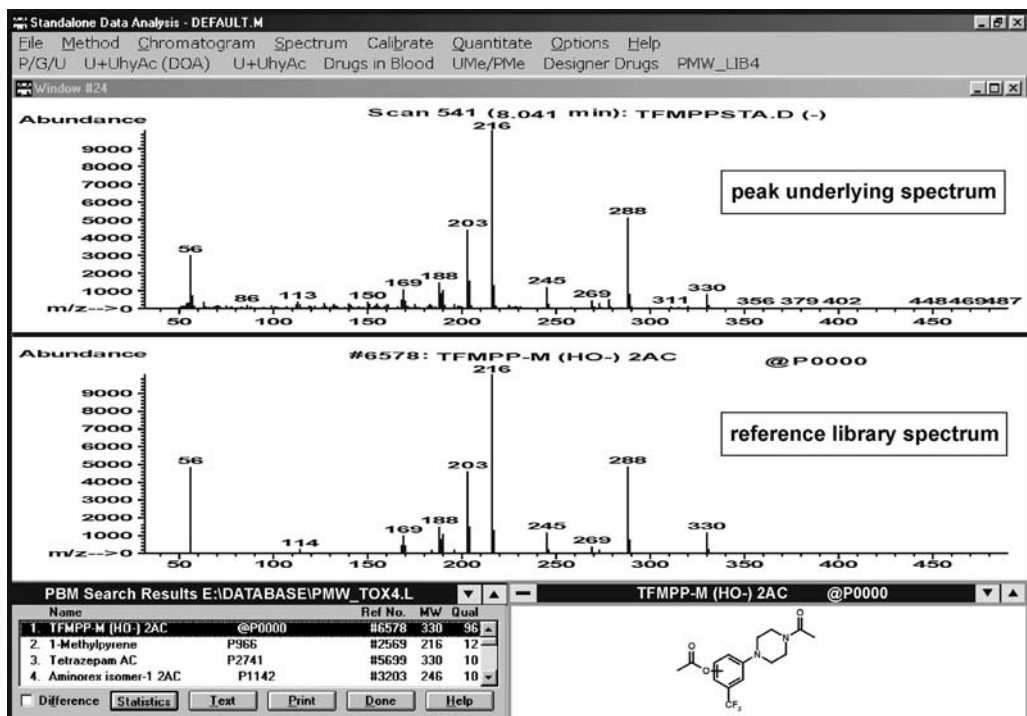 Standalone Data Analysis - DEFAULT.M
File Method Chromatogram Spectrum Calibrate Quantitate Options Help
P/G/U U+UhyAc (DOA) U+UhyAc Drugs in Blood UMe/PMe Designer Drugs PMW_LIB4
Window #24
Abundance
Scan 541 (8.041 min): TFMPPSTA.D (-)
216
9000
8000
7000
6000
5000
4000
3000
2000
1000
m/z-->0
peak underlying spectrum
56
86
113
150
169
188
203
245
269
288
311
330
356
379
402
448
469
487
50 100 150 200 250 300 350 400 450
Abundance
#6578: TFMPP-M (HO-) 2AC
@P0000
216
9000
8000
7000
6000
5000
4000
3000
2000
1000
m/z-->0
reference library spectrum
56
114
169
188
203
245
269
288
330
50 100 150 200 250 300 350 400 450
PBM Search Results E:\DATABASE\PMW_TOX4.L
Name Ref No. MW Qual
1. TFMPP-M (HO-) 2AC @P0000 #6578 330 96
2. 1-Methylpyrene P966 #2569 216 12
3. Tetrazepam AC P2741 #5699 330 10
4. Aminorex isomer-1 2AC P1142 #3203 246 10
Difference Statistics Text Print Done Help
TFMPP-M (HO-) 2AC @P0000
O
N
N
O
O
CF3